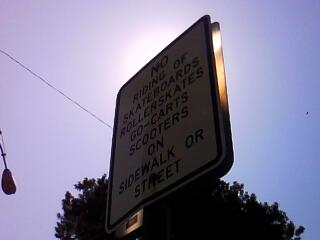 NO
RIDING OF
SKATEBOARDS
ROLLERSKATES
GO-CARTS
SCOOTERS
ON
SIDEWALK OR
STREET